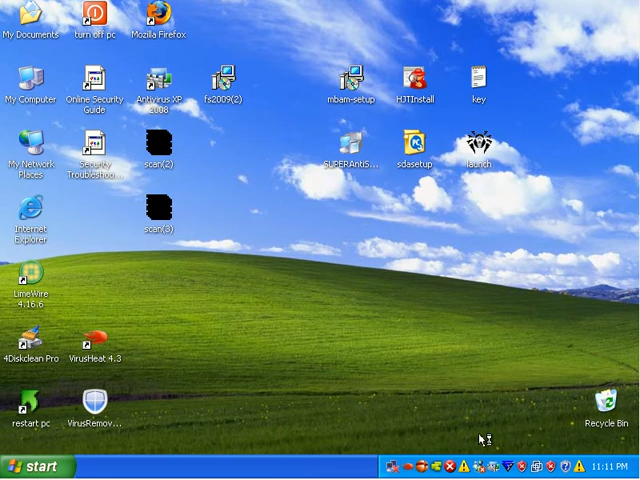 My Documents
turn off pc
Mozilla Firefox
My Computer
Online Security
Guide
Antivirus XP
2008
fs2009(2)
mbam-setup
HJTInstall
key
My Network
Places
Security
Troubleshoo...
scan(2)
SUPERAntiS...
sdasetup
launch
Internet
Explorer
scan(3)
LimeWire
4.16.6
4Diskclean Pro
VirusHeat 4.3
restart pc
VirusRemov...
Recycle Bin
start
11:11 PM